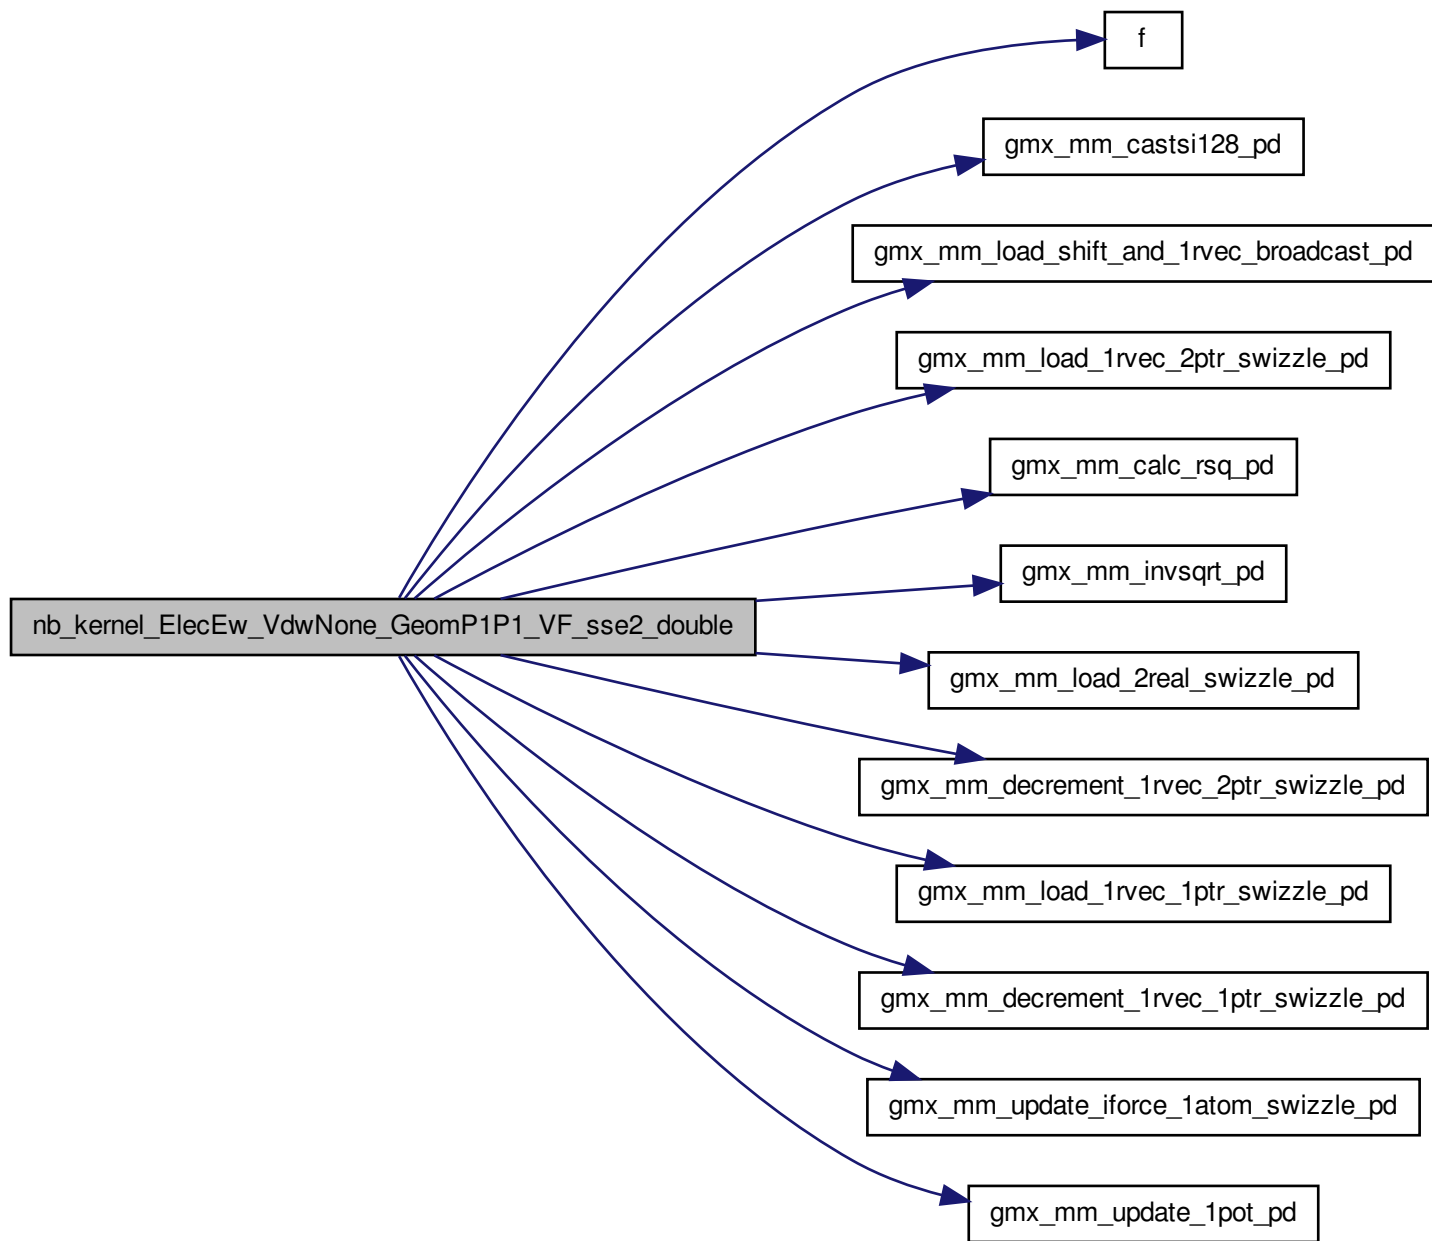 f
gmx_mm_castsi128_pd
gmx_mm_load_shift_and_1rvec_broadcast_pd
gmx_mm_load_1rvec_2ptr_swizzle_pd
gmx_mm_calc_rsq_pd
gmx_mm_invsqrt_pd
nb_kernel_ElecEw_VdwNone_GeomP1P1_VF_sse2_double
gmx_mm_load_2real_swizzle_pd
gmx_mm_decrement_1rvec_2ptr_swizzle_pd
gmx_mm_load_1rvec_1ptr_swizzle_pd
gmx_mm_decrement_1rvec_1ptr_swizzle_pd
gmx_mm_update_iforce_1atom_swizzle_pd
gmx_mm_update_1pot_pd